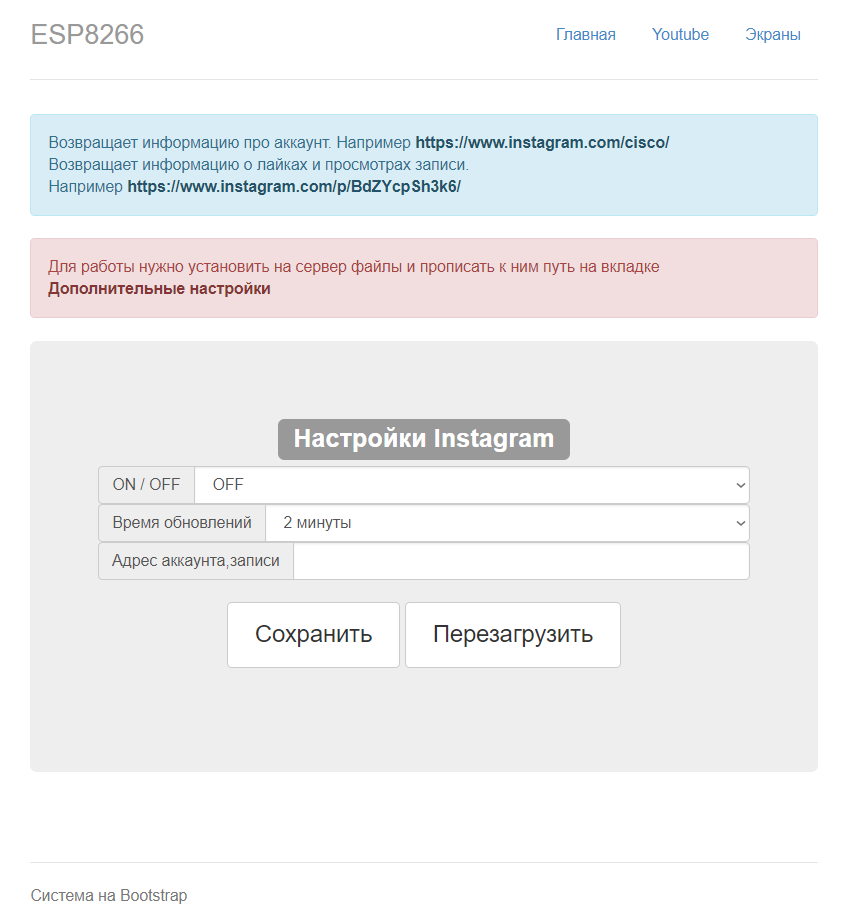 ESP8266
Главная Youtube Экраны
Возвращает информацию про аккаунт. Например https://www.instagram.com/cisco/
Возвращает информацию о лайках и просмотрах записи.
Например https://www.instagram.com/p/BdZYcpSh3k6/
Для работы нужно установить на сервер файлы и прописать к ним путь на вкладке
Дополнительные настройки
Настройки Instagram
ON / OFF OFF
Время обновлений 2 минуты
Адрес аккаунта,записи
Сохранить Перезагрузить
Система на Bootstrap